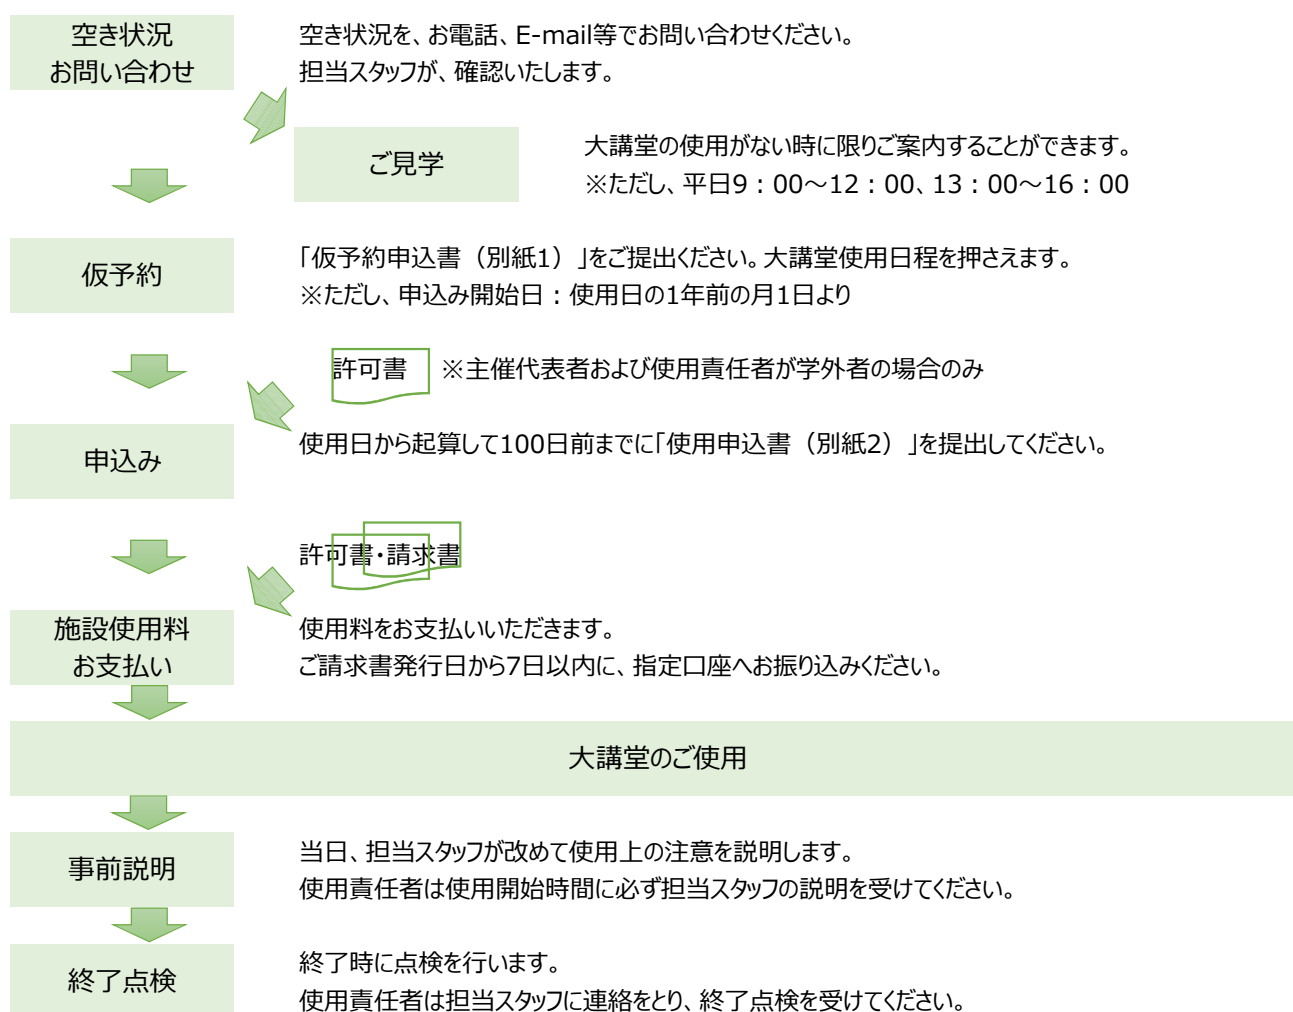 空き状況
お問い合わせ
空き状況を、お電話、E-mail等でお問い合わせください。
担当スタッフが、確認いたします。
ご見学
大講堂の使用がない時に限りご案内することができます。
※ただし、平日9：00～12：00、13：00～16：00
仮予約
「仮予約申込書（別紙1）」をご提出ください。大講堂使用日程を押さえます。
※ただし、申込み開始日：使用日の1年前の月1日より
許可書 ※主催代表者および使用責任者が学外者の場合のみ
申込み
使用日から起算して100日前までに「使用申込書（別紙2）」を提出してください。
許可書・請求書
施設使用料
お支払い
使用料をお支払いいただきます。
ご請求書発行日から7日以内に、指定口座へお振り込みください。
大講堂のご使用
事前説明
当日、担当スタッフが改めて使用上の注意を説明します。
使用責任者は使用開始時間に必ず担当スタッフの説明を受けてください。
終了点検
終了時に点検を行います。
使用責任者は担当スタッフに連絡をとり、終了点検を受けてください。